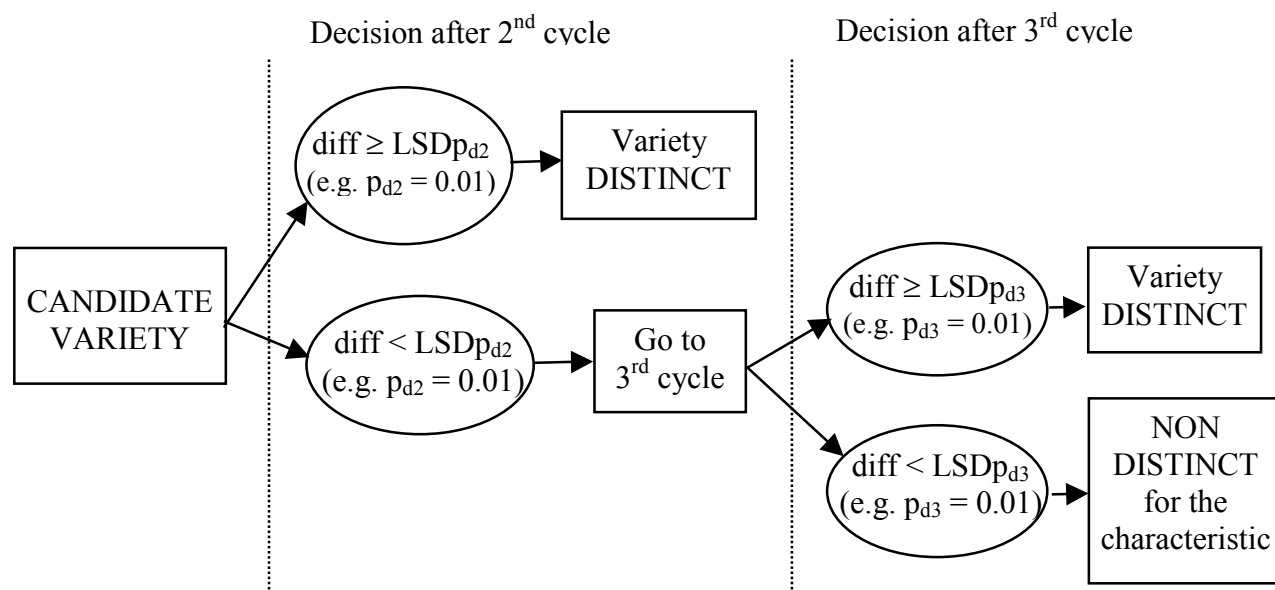 Decision after 2nd cycle
Decision after 3rd cycle
diff ≥ LSDpd2
(e.g. pd2 = 0.01)
Variety
DISTINCT
CANDIDATE
VARIETY
diff < LSDpd2
(e.g. pd2 = 0.01)
Go to
3rd cycle
diff ≥ LSDpd3
(e.g. pd3 = 0.01)
Variety
DISTINCT
diff < LSDpd3
(e.g. pd3 = 0.01)
NON
DISTINCT
for the
characteristic